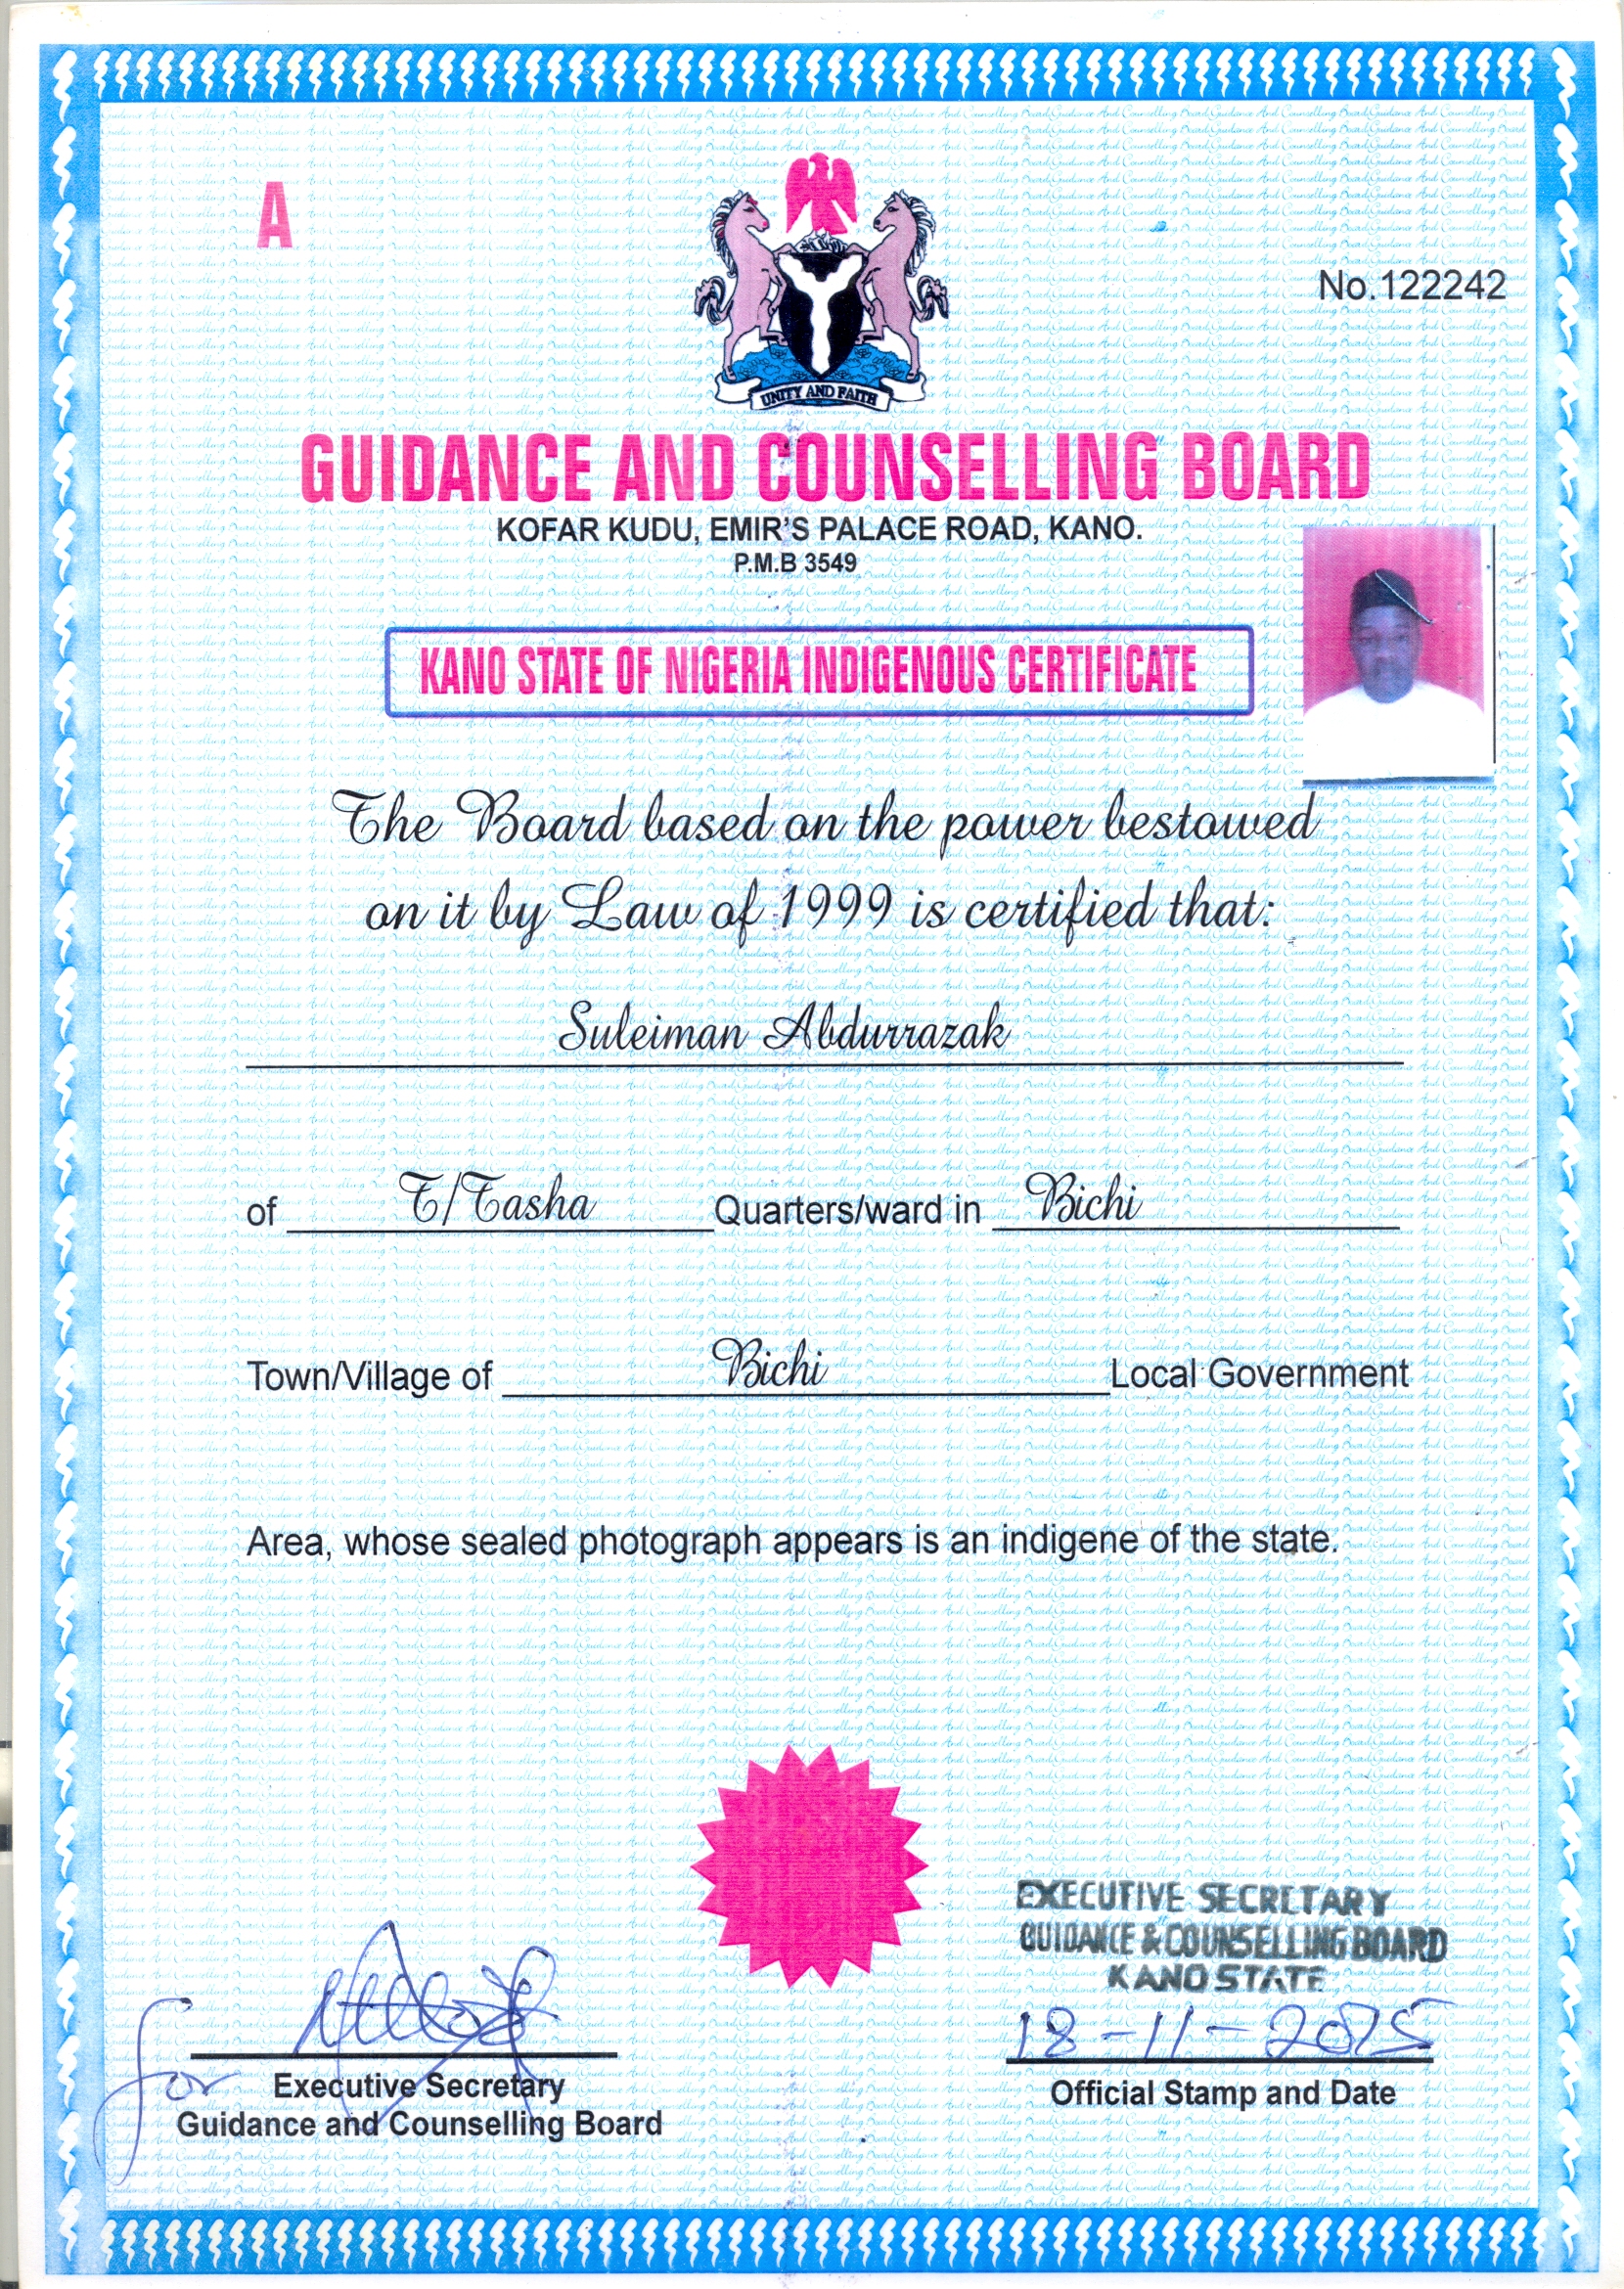 A
No.122242
UNITY AND FAITH
GUIDANCE AND COUNSELLING BOARD
KOFAR KUDU, EMIR'S PALACE ROAD, KANO.
P.M.B 3549
KANO STATE OF NIGERIA INDIGENOUS CERTIFICATE
The Board based on the power bestowed
on it by Law of 1999 is certified that:
Suleiman Abdurrazak
of T/Tasha Quarters/ward in Bichi
Town/Village of Bichi Local Government
Area, whose sealed photograph appears is an indigene of the state.
EXECUTIVE SECRETARY
GUIDANCE & COUNSELLING BOARD
KANO STATE
18-11-2025
for Executive Secretary
Guidance and Counselling Board
Official Stamp and Date